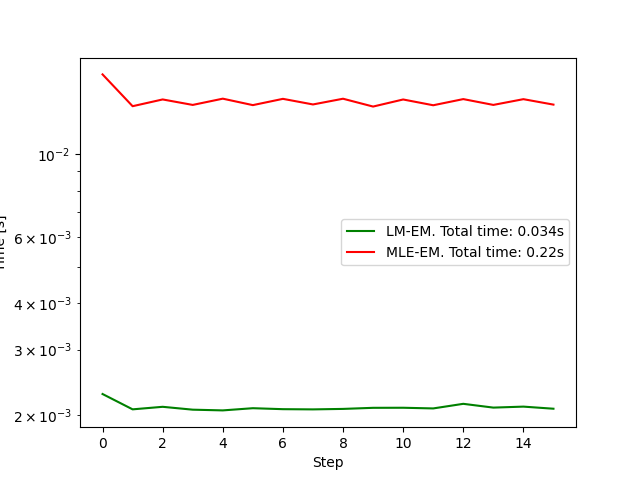 10⁻²
6 × 10⁻³
4 × 10⁻³
3 × 10⁻³
2 × 10⁻³
LM-EM. Total time: 0.034s
MLE-EM. Total time: 0.22s
0 2 4 6 8 10 12 14
Step